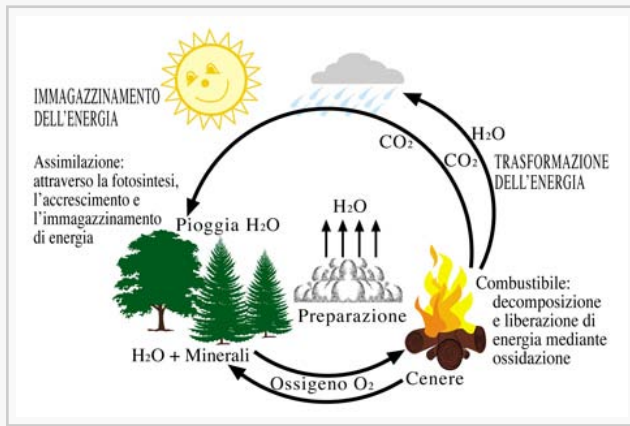 IMMAGAZZINAMENTO
DELL'ENERGIA
Assimilazione:
attraverso la fotosintesi,
l'accrescimento e
l'immagazzinamento
di energia
Pioggia H₂O
H₂O + Minerali
H₂O
Preparazione
Ossigeno O₂
Cenere
CO₂
CO₂
H₂O
TRASFORMAZIONE
DELL'ENERGIA
Combustibile:
decomposizione
e liberazione di
energia mediante
ossidazione